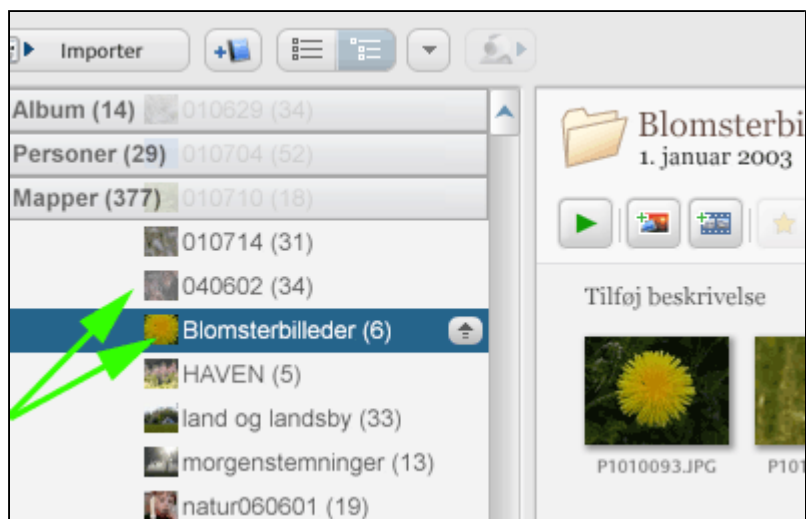 Importer
Album (14) 010629 (34)
Personer (29) 010704 (52)
Mapper (377) 010710 (18)
010714 (31)
040602 (34)
Blomsterbilleder (6)
HAVEN (5)
land og landsby (33)
morgenstemninger (13)
natur060601 (19)
Blomsterbi
1. januar 2003
Tilføj beskrivelse
P1010093.JPG P101